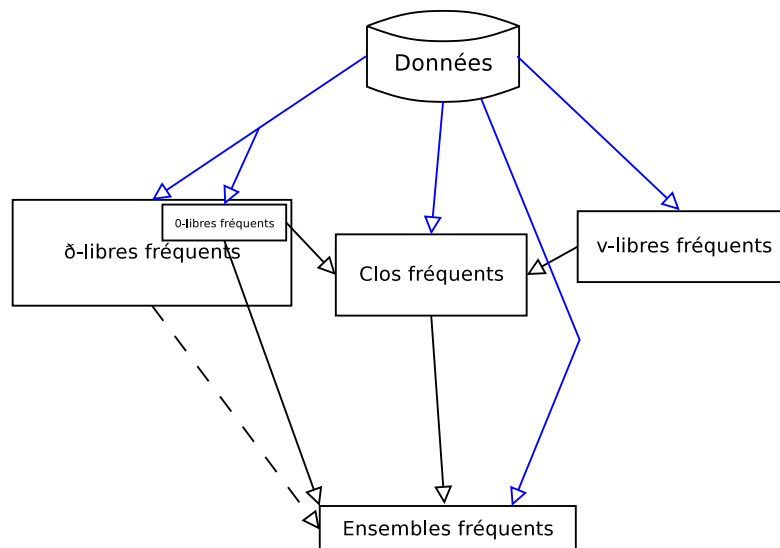 Données
0-libres fréquents
ð-libres fréquents
v-libres fréquents
Clos fréquents
Ensembles fréquents